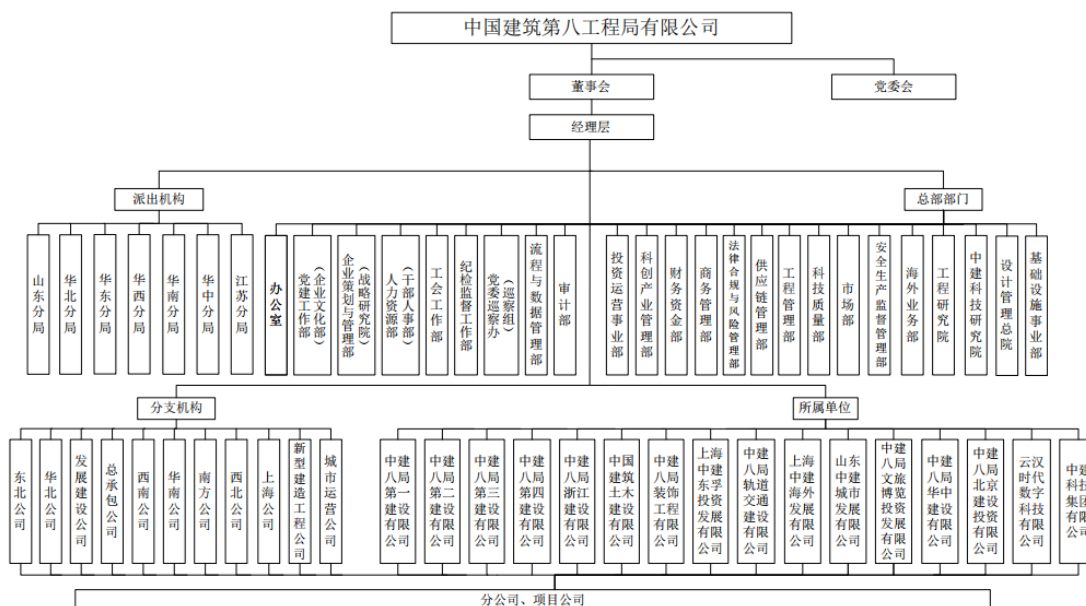 中国建筑第八工程局有限公司
董事会
党委会
经理层
派出机构
总部部门
山东分局
华北分局
华东分局
华西分局
华南分局
华中分局
江苏分局
办公室
党建工作部
（企业文化部）
企业策划与管理部
（战略研究院）
人力资源部
（干部人事部）
工会工作部
纪检监督工作部
党委巡察办
（巡察组）
流程与数据管理部
审计部
投资运营事业部
科创产业管理部
财务资金部
商务管理部
法律合规与风险管理部
供应链管理部
工程管理部
科技质量部
市场部
安全生产监督管理部
海外业务部
工程研究院
中建科技研究院
设计管理总院
基础设施事业部
分支机构
所属单位
东北公司
华北公司
发展建设公司
总承包公司
西南公司
华南公司
南方公司
西北公司
上海公司
新型建造工程公司
城市运营公司
中建八局第一建设有限公司
中建八局第二建设有限公司
中建八局第三建设有限公司
中建八局第四建设有限公司
中建八局浙江建设有限公司
中国建筑土木建设有限公司
中建八局装饰工程有限公司
上海中建东孚投资发展有限公司
中建八局轨道交通建设有限公司
上海中建海外发展有限公司
山东中建城市发展有限公司
中建八局文旅博览投资发展有限公司
中建八局华中建设有限公司
中建八局北京建设投资有限公司
云汉时代数字科技有限公司
中建科技集团有限公司
分公司、项目公司